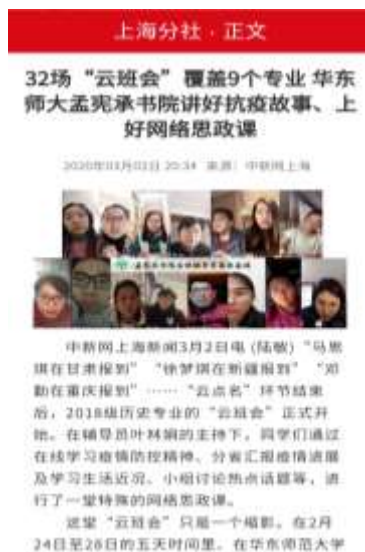 上海分社 · 正文
32场“云班会”覆盖9个专业 华东
师大孟宪承书院讲好抗疫故事、上
好网络思政课
2020年03月02日 20:34 来源：中新网上海
中新网上海新闻3月2日电 (陆敏) “马思
琪在甘肃报到” “徐梦琪在新疆报到” “邓
勤在重庆报到” …… “云点名” 环节结束
后，2018级历史专业的“云班会”正式开
始。在辅导员叶林娟的主持下，同学们通过
在线学习疫情防控精神、分省汇报疫情进展
及学习生活近况、小组讨论热点话题等，进
行了一堂特殊的网络思政课。
这堂“云班会”只是一个缩影。在2月
24日至28日的五天时间里，在华东师范大学